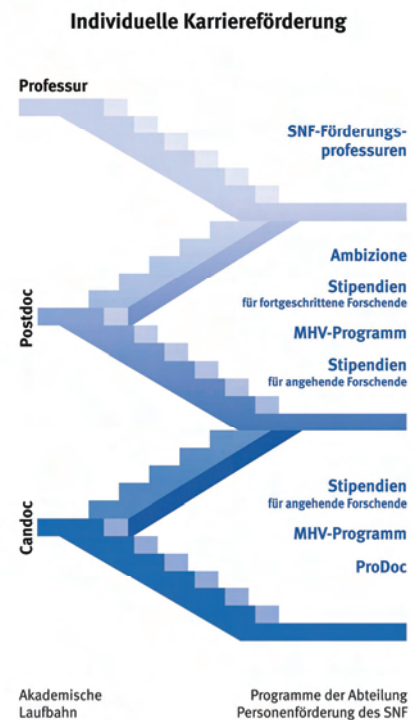 Individuelle Karriereförderung
Professur
SNF-Förderungs-
professuren
Ambizione
Stipendien
für fortgeschrittene Forschende
Postdoc
MHV-Programm
Stipendien
für angehende Forschende
Stipendien
für angehende Forschende
Candoc
MHV-Programm
ProDoc
Akademische
Laufbahn
Programme der Abteilung
Personenförderung des SNF